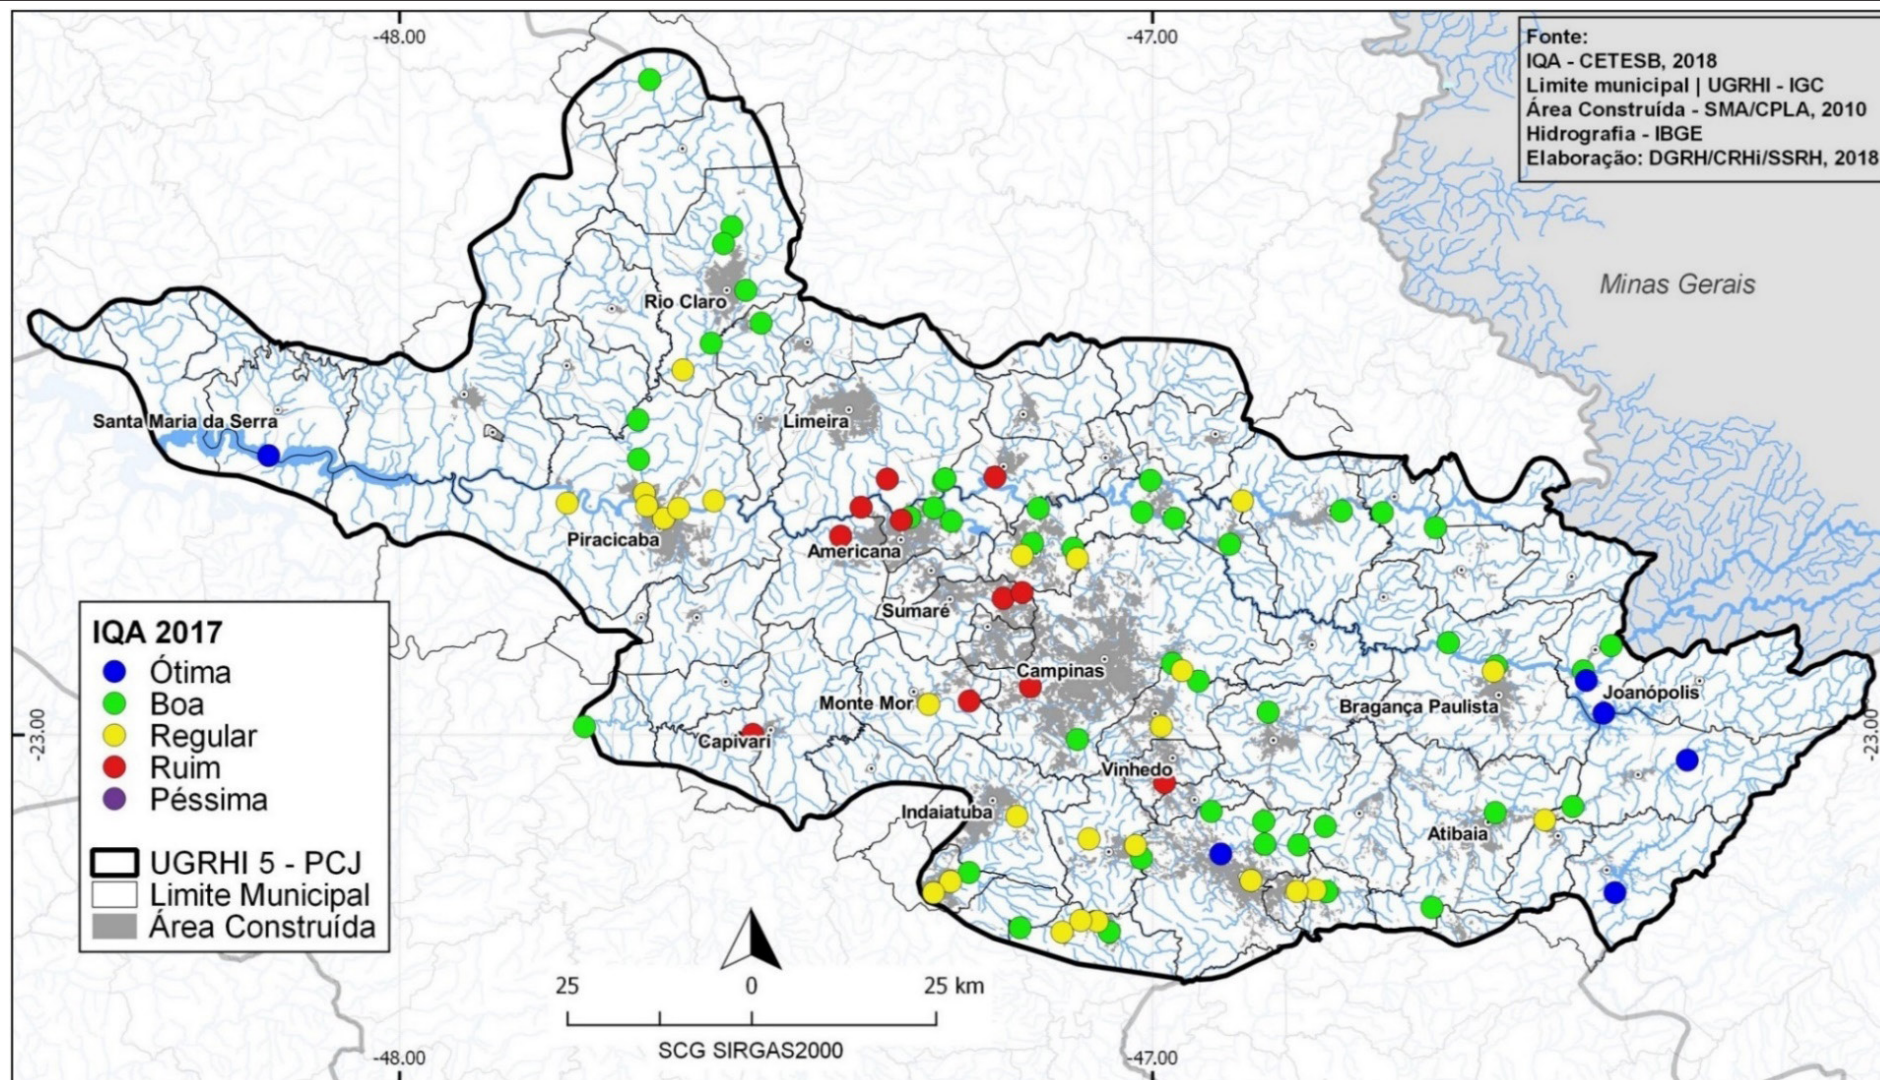 -48.00
-47.00
Fonte:
IQA - CETESB, 2018
Limite municipal | UGRHI - IGC
Área Construída - SMA/CPLA, 2010
Hidrografia - IBGE
Elaboração: DGRH/CRHi/SSRH, 2018
Minas Gerais
Rio Claro
Santa Maria da Serra
Limeira
Piracicaba
Americana
Sumaré
Campinas
Monte Mor
Joanópolis
Bragança Paulista
Capivari
Vinhedo
Indaiatuba
Atibaia
-23.00
-23.00
IQA 2017
Ótima
Boa
Regular
Ruim
Péssima
UGRHI 5 - PCJ
Limite Municipal
Área Construída
25 0 25 km
SCG SIRGAS2000
-48.00
-47.00